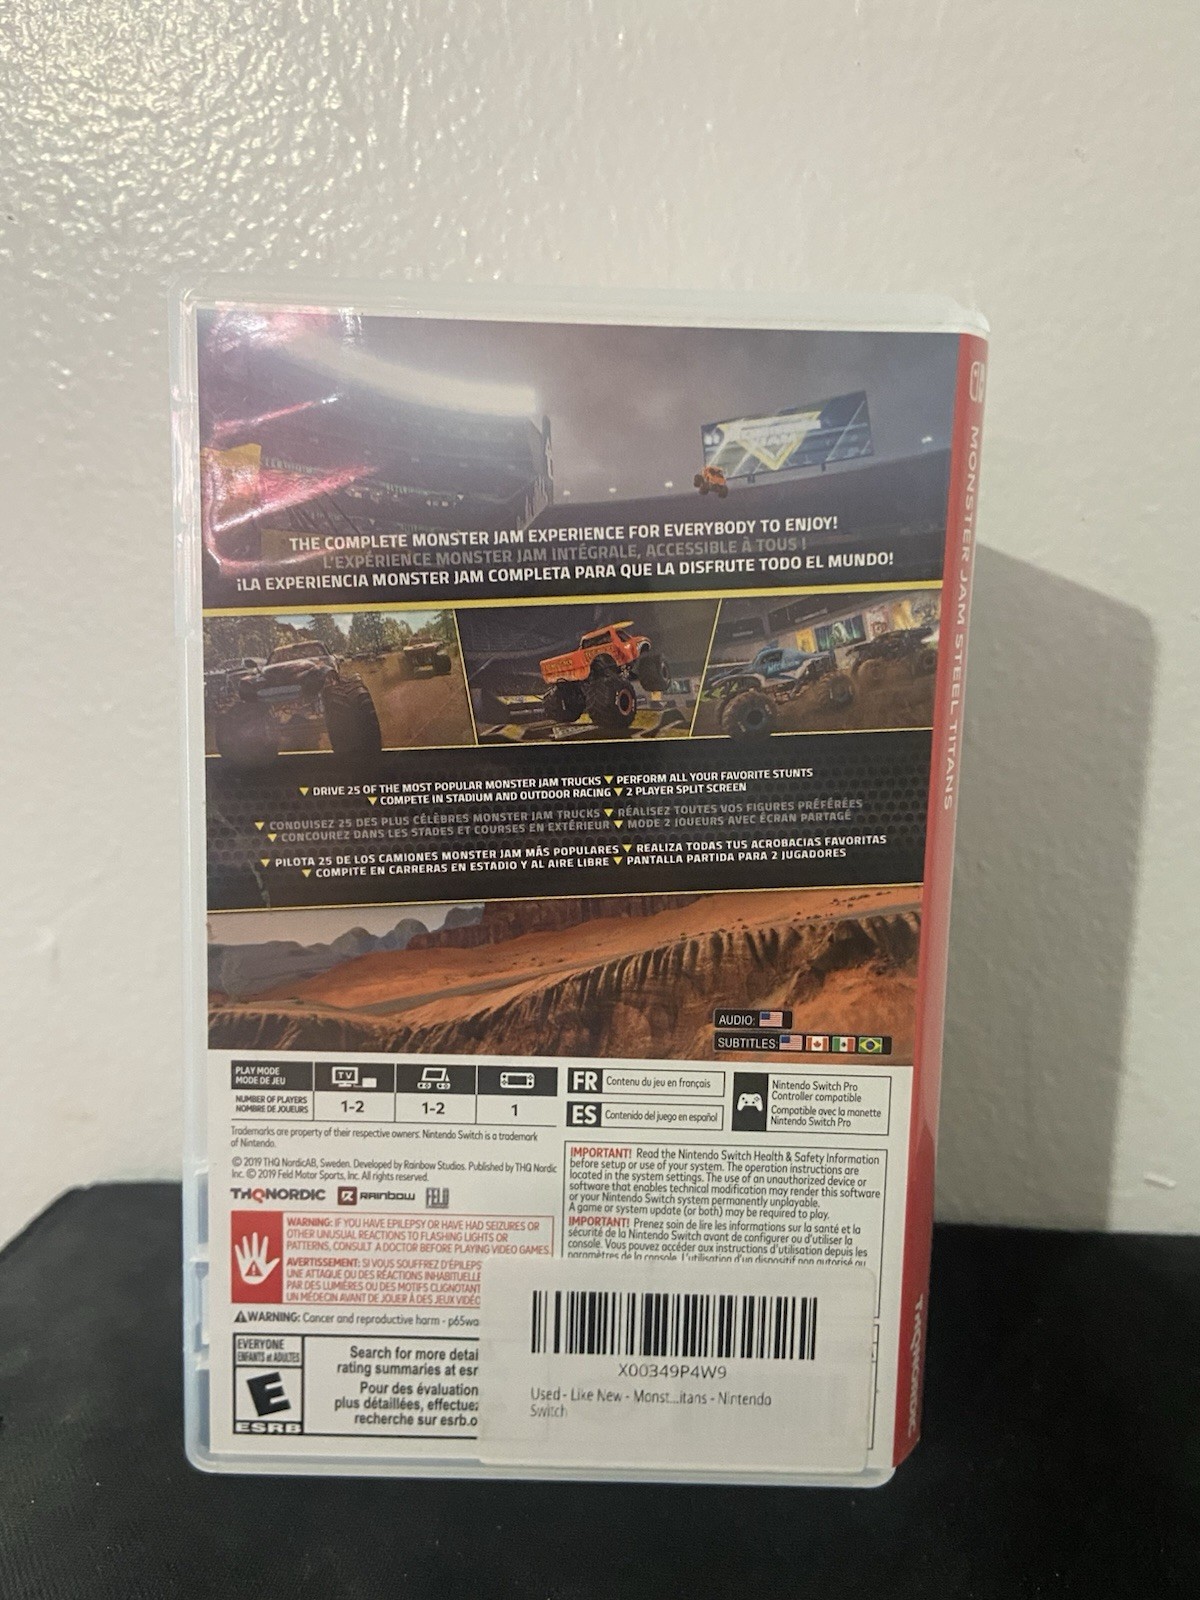 THE COMPLETE MONSTER JAM EXPERIENCE FOR EVERYBODY TO ENJOY!
L'EXPÉRIENCE MONSTER JAM INTÉGRALE, ACCESSIBLE À TOUS !
¡LA EXPERIENCIA MONSTER JAM COMPLETA PARA QUE LA DISFRUTE TODO EL MUNDO!
▼ DRIVE 25 OF THE MOST POPULAR MONSTER JAM TRUCKS ▼ PERFORM ALL YOUR FAVORITE STUNTS
▼ COMPETE IN STADIUM AND OUTDOOR RACING ▼ 2 PLAYER SPLIT SCREEN
▼ CONDUISEZ 25 DES PLUS CÉLÈBRES MONSTER JAM TRUCKS ▼ RÉALISEZ TOUTES VOS FIGURES PRÉFÉRÉES
▼ CONCOUREZ DANS LES STADES ET COURSES EN EXTÉRIEUR ▼ MODE 2 JOUEURS AVEC ÉCRAN PARTAGÉ
▼ PILOTA 25 DE LOS CAMIONES MONSTER JAM MÁS POPULARES ▼ REALIZA TODAS TUS ACROBACIAS FAVORITAS
▼ COMPITE EN CARRERAS EN ESTADIO Y AL AIRE LIBRE ▼ PANTALLA PARTIDA PARA 2 JUGADORES
AUDIO:
SUBTITLES:
PLAY MODE
MODE DE JEU
TV
NUMBER OF PLAYERS
NOMBRE DE JOUEURS
1-2
1-2
1
FR Contenu du jeu en français
ES Contenido del juego en español
Nintendo Switch Pro
Controller compatible
Compatible avec la manette
Nintendo Switch Pro
Trademarks are property of their respective owners. Nintendo Switch is a trademark
of Nintendo.
© 2019 THQ NordicAB, Sweden. Developed by Rainbow Studios. Published by THQ Nordic
Inc. © 2019 Feld Motor Sports, Inc. All rights reserved.
THQNORDIC RAINBOW FELD
WARNING: IF YOU HAVE EPILEPSY OR HAVE HAD SEIZURES OR
OTHER UNUSUAL REACTIONS TO FLASHING LIGHTS OR
PATTERNS, CONSULT A DOCTOR BEFORE PLAYING VIDEO GAMES.
AVERTISSEMENT: SI VOUS SOUFFREZ D'ÉPILEPS
UNE ATTAQUE OU DES RÉACTIONS INHABITUELLE
PAR DES LUMIÈRES OU DES MOTIFS CLIGNOTANT
UN MÉDECIN AVANT DE JOUER À DES JEUX VIDÉO
WARNING: Cancer and reproductive harm - p65wa
IMPORTANT! Read the Nintendo Switch Health & Safety Information
before setup or use of your system. The operation instructions are
located in the system settings. The use of an unauthorized device or
software that enables technical modification may render this software
or your Nintendo Switch system permanently unplayable.
A game or system update (or both) may be required to play.
IMPORTANT! Prenez soin de lire les informations sur la santé et la
sécurité de la Nintendo Switch avant de configurer ou d'utiliser la
console. Vous pouvez accéder aux instructions d'utilisation depuis les
paramètres de la console. L'utilisation d'un dispositif non autorisé ou
EVERYONE
ENFANTS et ADULTES
E
ESRB
Search for more detai
rating summaries at esr
Pour des évaluation
plus détaillées, effectuez
recherche sur esrb.o
X00349P4W9
Used - Like New - Monst...itans - Nintendo
Switch
MONSTER JAM STEEL TITANS
THQNORDIC